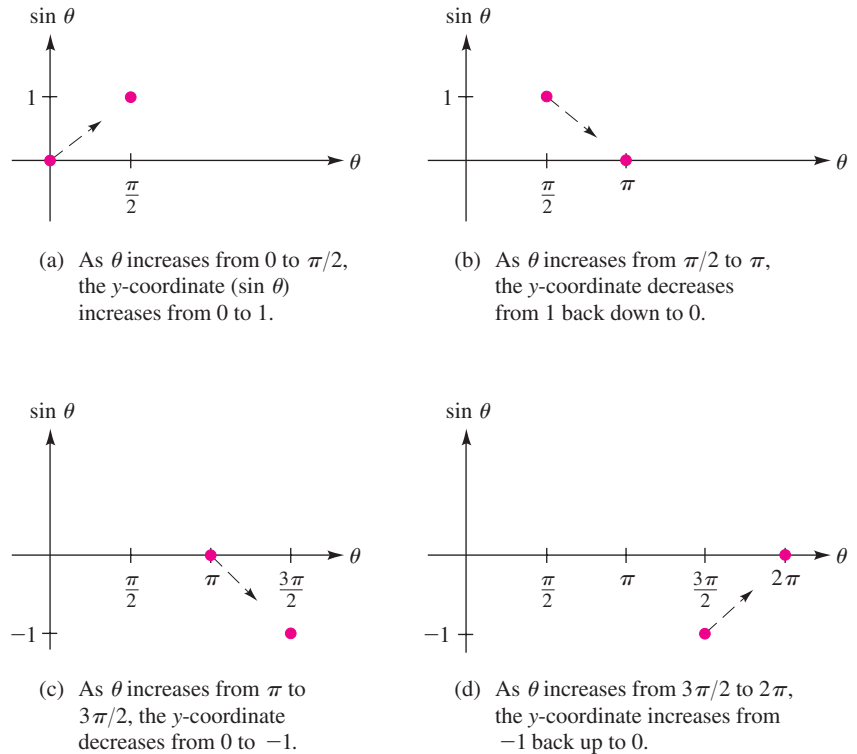 sin θ
1
θ
π/2
(a) As θ increases from 0 to π/2,
the y-coordinate (sin θ)
increases from 0 to 1.
sin θ
1
θ
π/2 π
(b) As θ increases from π/2 to π,
the y-coordinate decreases
from 1 back down to 0.
sin θ
θ
π/2 π 3π/2
−1
(c) As θ increases from π to
3π/2, the y-coordinate
decreases from 0 to −1.
sin θ
θ
π/2 π 3π/2 2π
−1
(d) As θ increases from 3π/2 to 2π,
the y-coordinate increases from
−1 back up to 0.